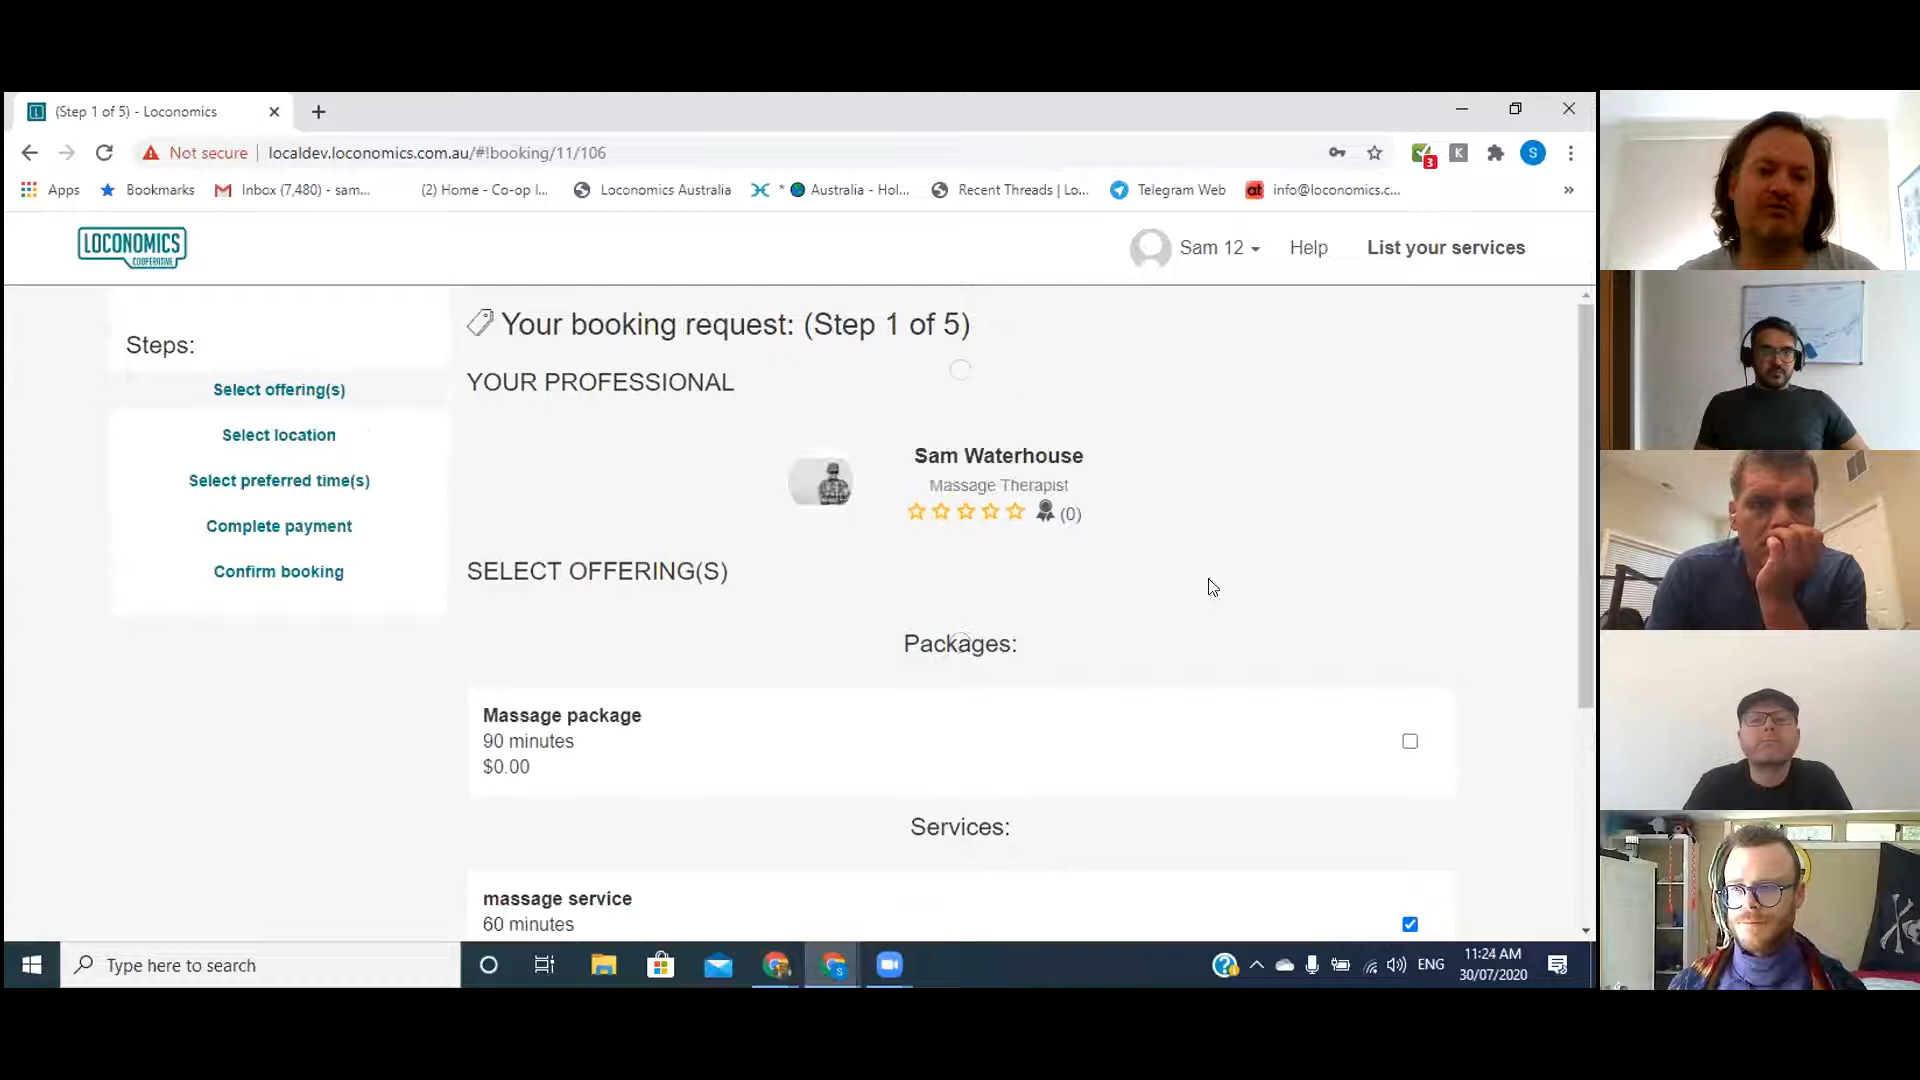 (Step 1 of 5) - Loconomics
Not secure
localdev.loconomics.com.au/#!booking/11/106
3
K
S
Apps
Bookmarks
Inbox (7,480) - sam...
(2) Home - Co-op I...
Loconomics Australia
Australia - Hol...
Recent Threads | Lo...
Telegram Web
at
info@loconomics.c...
LOCONOMICS
COOPERATIVE
Sam 12
Help
List your services
Steps:
Select offering(s)
Select location
Select preferred time(s)
Complete payment
Confirm booking
Your booking request: (Step 1 of 5)
YOUR PROFESSIONAL
Sam Waterhouse
Massage Therapist
(0)
SELECT OFFERING(S)
Packages:
Massage package
90 minutes
$0.00
Services:
massage service
60 minutes
Type here to search
S
ENG
11:24 AM
30/07/2020